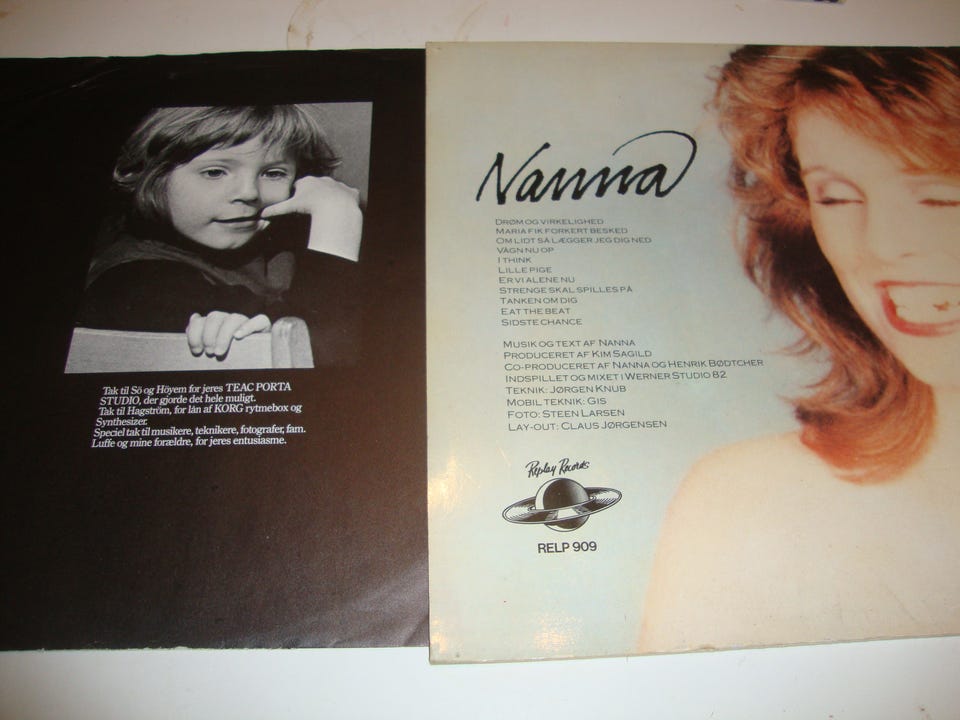 Tak til Sö og Höyem for jeres TEAC PORTA
STUDIO, der gjorde det hele muligt.
Tak til Hagström, for lån af KORG rytmebox og
Synthesizer.
Speciel tak til musikere, teknikere, fotografer, fam.
Luffe og mine forældre, for jeres entusiasme.
Nanna
DRØM OG VIRKELIGHED
MARIA FIK FORKERT BESKED
OM LIDT SÅ LÆGGER JEG DIG NED
VÅGN NU OP
I THINK
LILLE PIGE
ER VI ALENE NU
STRENGE SKAL SPILLES PÅ
TANKEN OM DIG
EAT THE BEAT
SIDSTE CHANCE
MUSIK OG TEXT AF NANNA
PRODUCERET AF KIM SAGILD
CO-PRODUCERET AF NANNA OG HENRIK BØDTCHER
INDSPILLET OG MIXET I WERNER STUDIO 82
TEKNIK: JØRGEN KNUB
MOBIL TEKNIK: GIS
FOTO: STEEN LARSEN
LAY-OUT: CLAUS JØRGENSEN
Replay Records
RELP 909